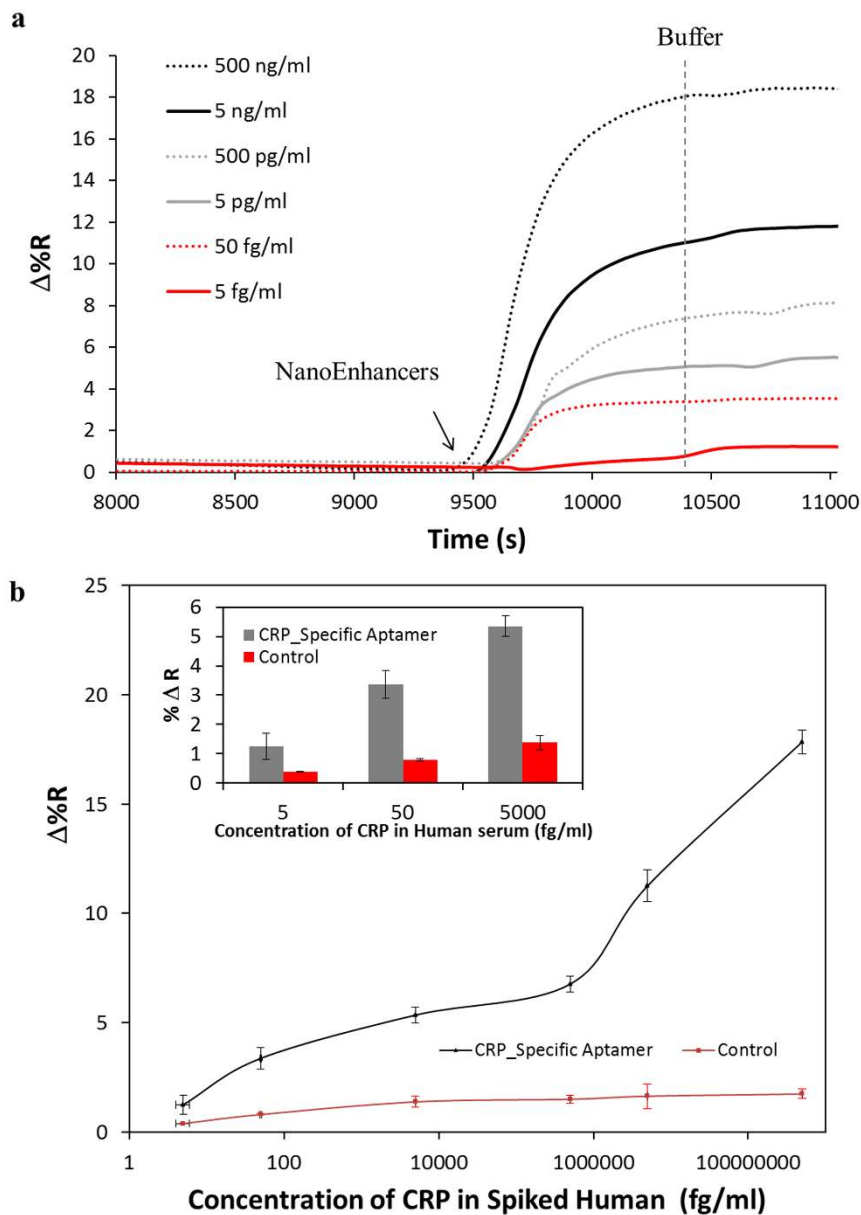 a
Buffer
20
18
16
14
12
10
8
6
4
2
0
Δ%R
500 ng/ml
5 ng/ml
500 pg/ml
5 pg/ml
50 fg/ml
5 fg/ml
NanoEnhancers
8000 8500 9000 9500 10000 10500 11000
Time (s)
b
25
20
15
10
5
0
Δ%R
6
5
4
3
2
1
0
% Δ R
CRP_Specific Aptamer
Control
5 50 5000
Concentration of CRP in Human serum (fg/ml)
CRP_Specific Aptamer Control
1 100 10000 1000000 100000000
Concentration of CRP in Spiked Human (fg/ml)